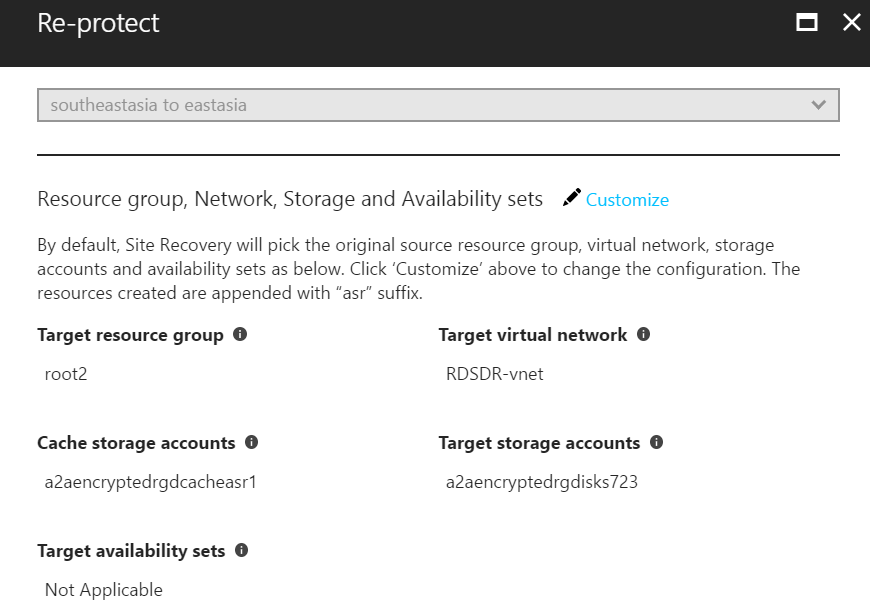 Re-protect
southeastasia to eastasia
Resource group, Network, Storage and Availability sets Customize
By default, Site Recovery will pick the original source resource group, virtual network, storage
accounts and availability sets as below. Click ‘Customize’ above to change the configuration. The
resources created are appended with “asr” suffix.
Target resource group
Target virtual network
root2
RDSDR-vnet
Cache storage accounts
Target storage accounts
a2aencryptedrgdcacheasr1
a2aencryptedrgdisks723
Target availability sets
Not Applicable